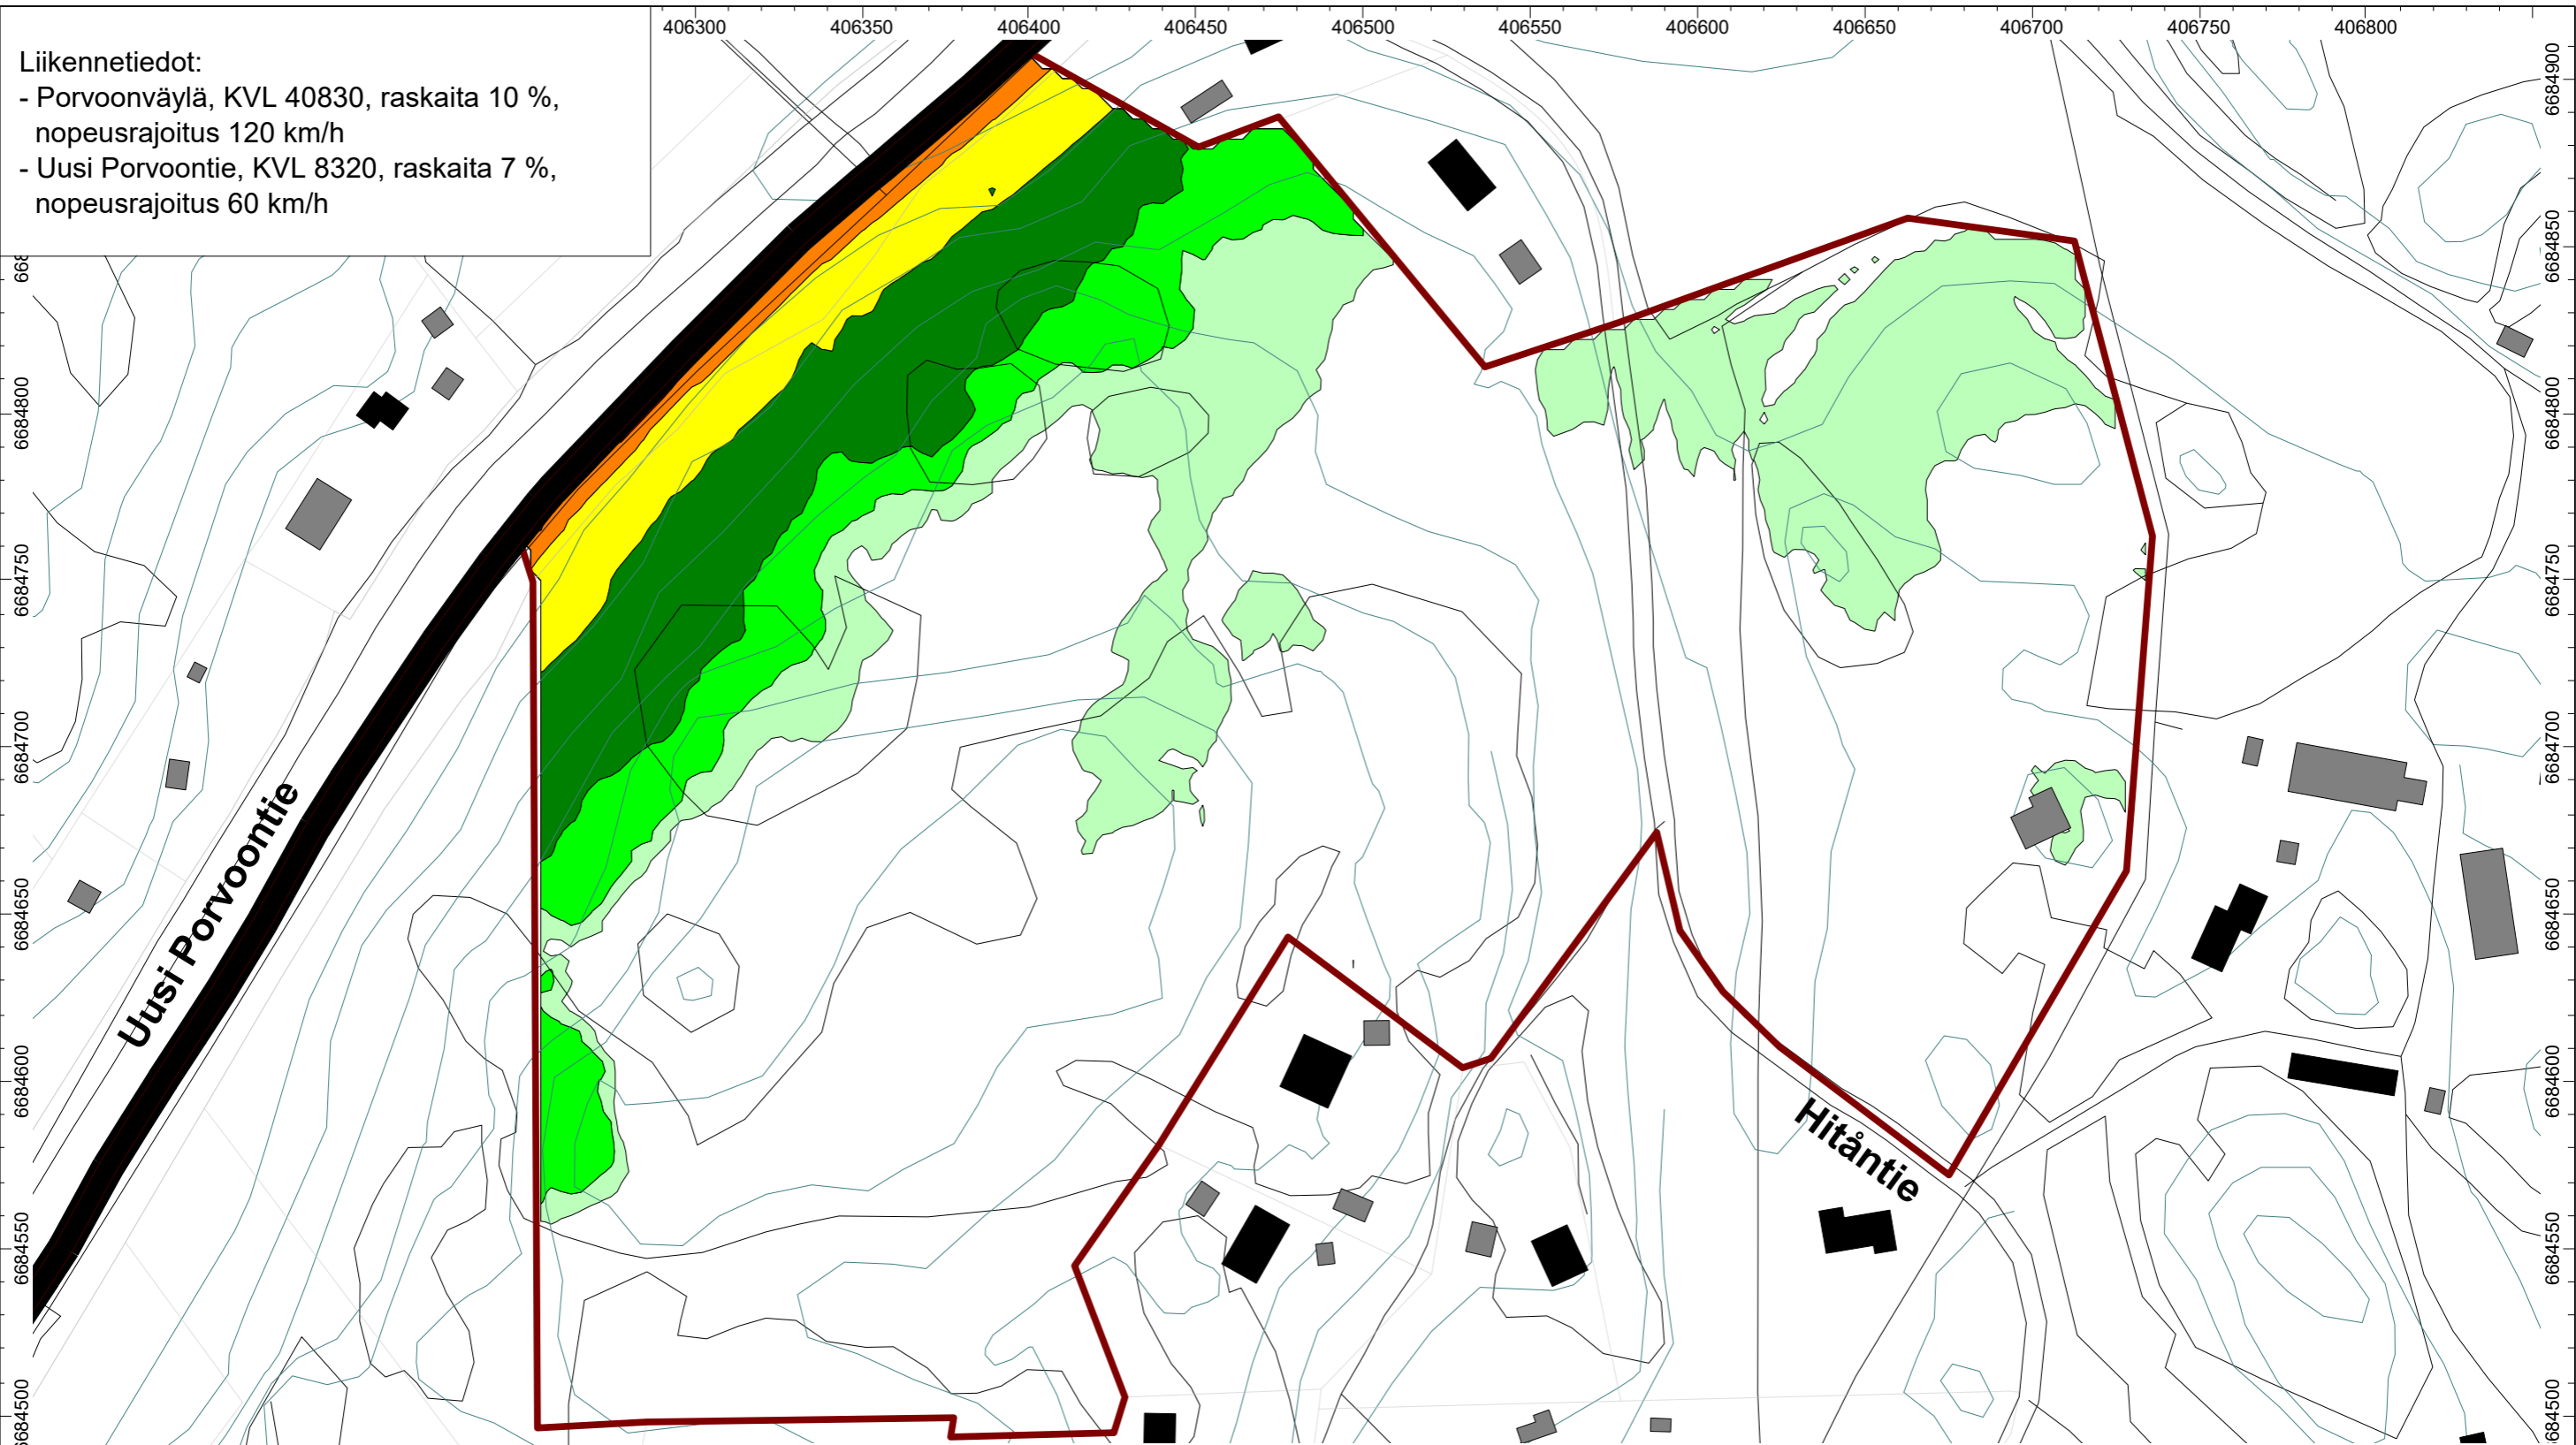 406300 406350 406400 406450 406500 406550 406600 406650 406700 406750 406800
Liikennetiedot:
- Porvoonväylä, KVL 40830, raskaita 10 %,
nopeusrajoitus 120 km/h
- Uusi Porvoontie, KVL 8320, raskaita 7 %,
nopeusrajoitus 60 km/h
6684800
6684750
6684700
6684650
6684600
6684550
6684500
Uusi Porvoontie
Hitåntie
6684900
6684850
6684800
6684750
6684700
6684650
6684600
6684550
6684500